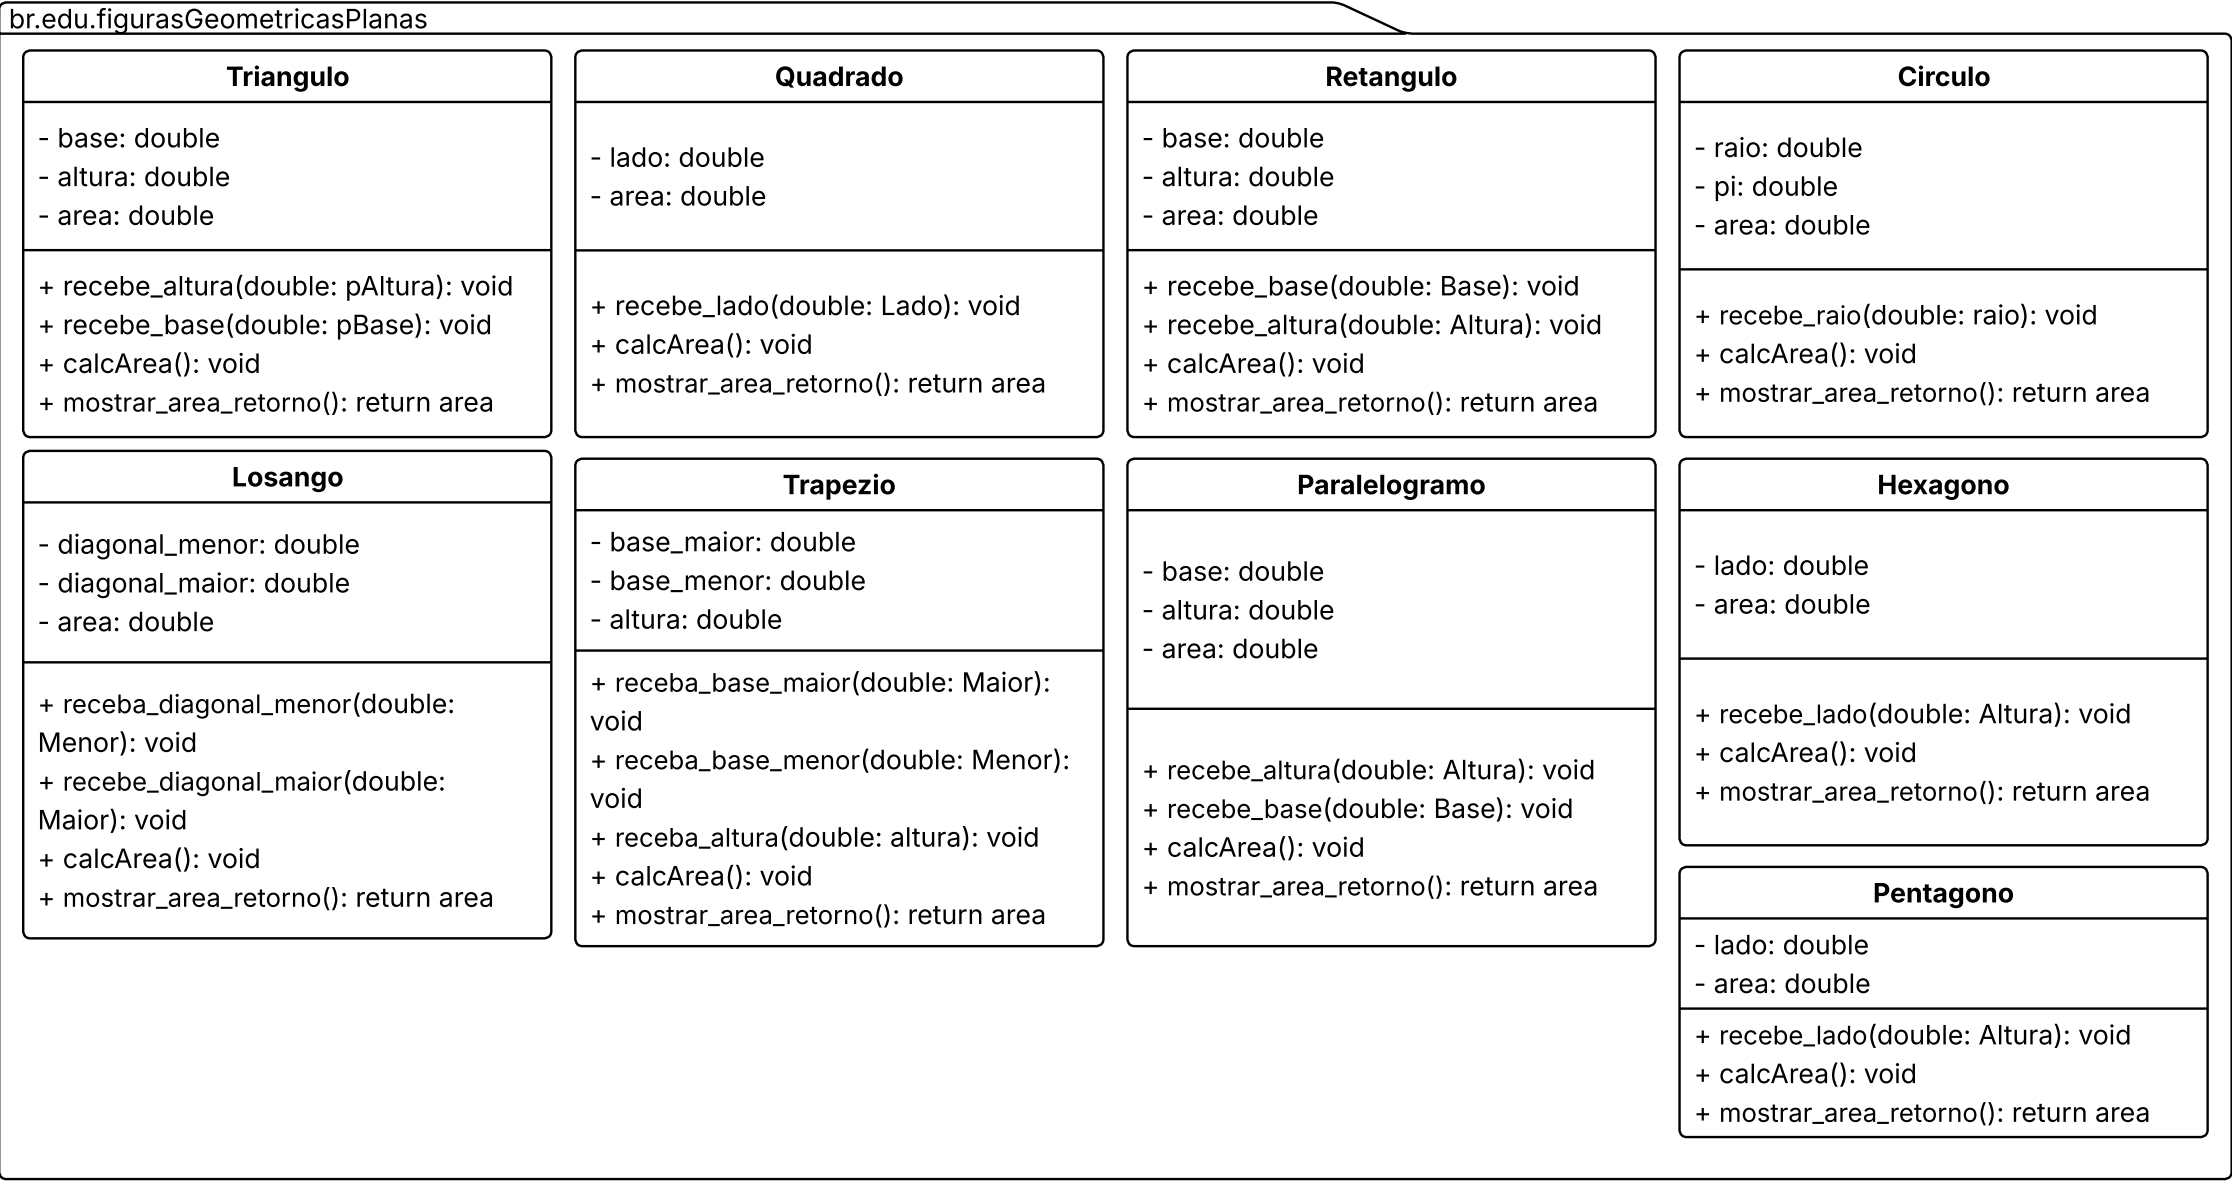 br.edu.figurasGeometricasPlanas
Triangulo
- base: double
- altura: double
- area: double
+ recebe_altura(double: pAltura): void
+ recebe_base(double: pBase): void
+ calcArea(): void
+ mostrar_area_retorno(): return area
Quadrado
- lado: double
- area: double
+ recebe_lado(double: Lado): void
+ calcArea(): void
+ mostrar_area_retorno(): return area
Retangulo
- base: double
- altura: double
- area: double
+ recebe_base(double: Base): void
+ recebe_altura(double: Altura): void
+ calcArea(): void
+ mostrar_area_retorno(): return area
Circulo
- raio: double
- pi: double
- area: double
+ recebe_raio(double: raio): void
+ calcArea(): void
+ mostrar_area_retorno(): return area
Losango
- diagonal_menor: double
- diagonal_maior: double
- area: double
+ receba_diagonal_menor(double:
Menor): void
+ recebe_diagonal_maior(double:
Maior): void
+ calcArea(): void
+ mostrar_area_retorno(): return area
Trapezio
- base_maior: double
- base_menor: double
- altura: double
+ receba_base_maior(double: Maior):
void
+ receba_base_menor(double: Menor):
void
+ receba_altura(double: altura): void
+ calcArea(): void
+ mostrar_area_retorno(): return area
Paralelogramo
- base: double
- altura: double
- area: double
+ recebe_altura(double: Altura): void
+ recebe_base(double: Base): void
+ calcArea(): void
+ mostrar_area_retorno(): return area
Hexagono
- lado: double
- area: double
+ recebe_lado(double: Altura): void
+ calcArea(): void
+ mostrar_area_retorno(): return area
Pentagono
- lado: double
- area: double
+ recebe_lado(double: Altura): void
+ calcArea(): void
+ mostrar_area_retorno(): return area